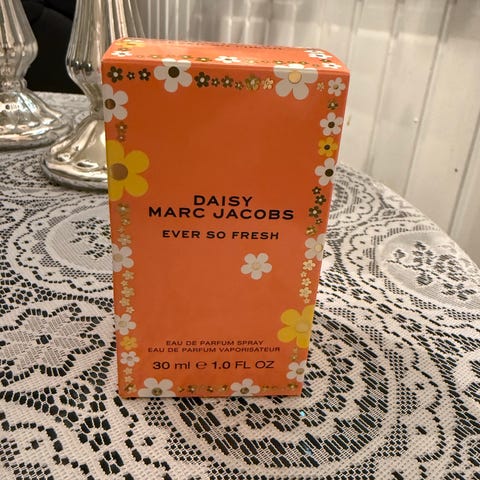 DAISY
MARC JACOBS
EVER SO FRESH
EAU DE PARFUM SPRAY
EAU DE PARFUM VAPORISATEUR
30 ml ℮ 1.0 FL OZ